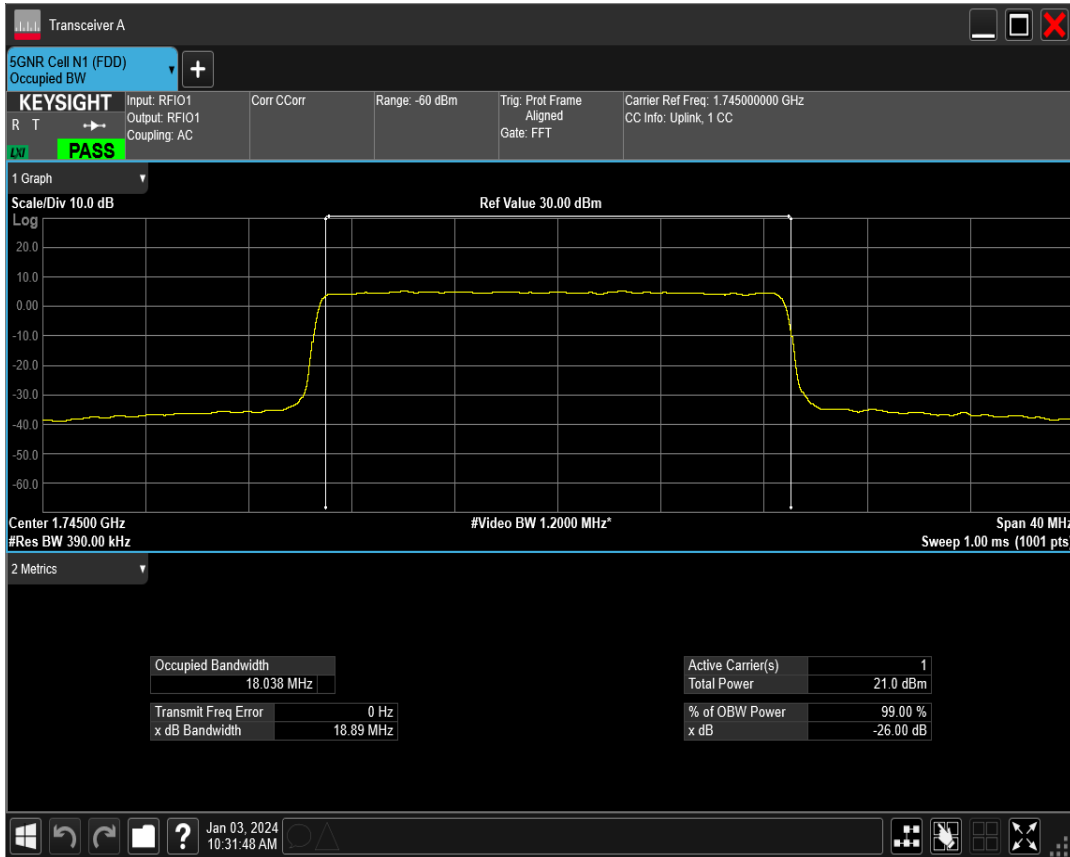 Transceiver A
5GNR Cell N1 (FDD)
Occupied BW
KEYSIGHT
R T
LXI
PASS
Input: RFIO1
Output: RFIO1
Coupling: AC
Corr CCorr
Range: -60 dBm
Trig: Prot Frame
Aligned
Gate: FFT
Carrier Ref Freq: 1.745000000 GHz
CC Info: Uplink, 1 CC
1 Graph
Scale/Div 10.0 dB
Ref Value 30.00 dBm
Log
20.0
10.0
0.00
-10.0
-20.0
-30.0
-40.0
-50.0
-60.0
Center 1.74500 GHz
#Video BW 1.2000 MHz*
Span 40 MHz
#Res BW 390.00 kHz
Sweep 1.00 ms (1001 pts)
2 Metrics
Occupied Bandwidth
18.038 MHz
Transmit Freq Error 0 Hz
x dB Bandwidth 18.89 MHz
Active Carrier(s) 1
Total Power 21.0 dBm
% of OBW Power 99.00 %
x dB -26.00 dB
?
Jan 03, 2024
10:31:48 AM